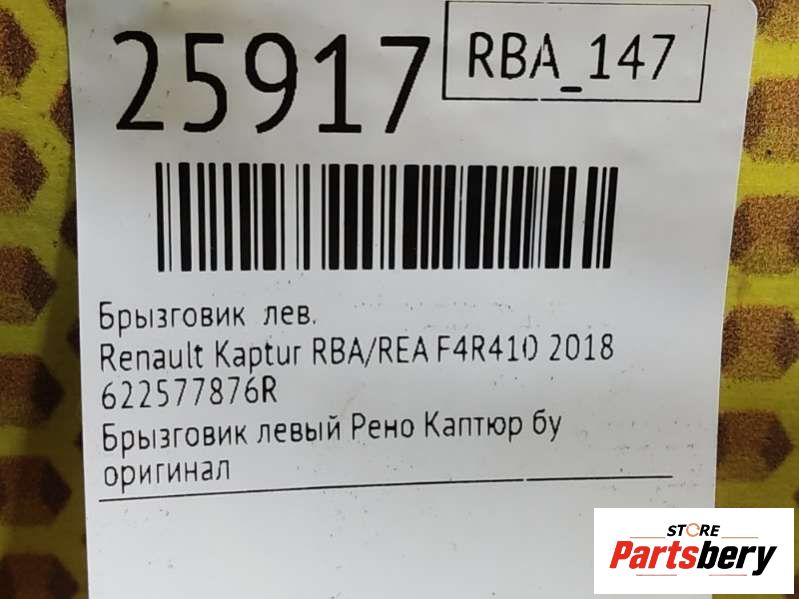 25917
RBA_147
Брызговик лев.
Renault Kaptur RBA/REA F4R410 2018
622577876R
Брызговик левый Рено Каптюр бу
оригинал
STORE
Partsbery